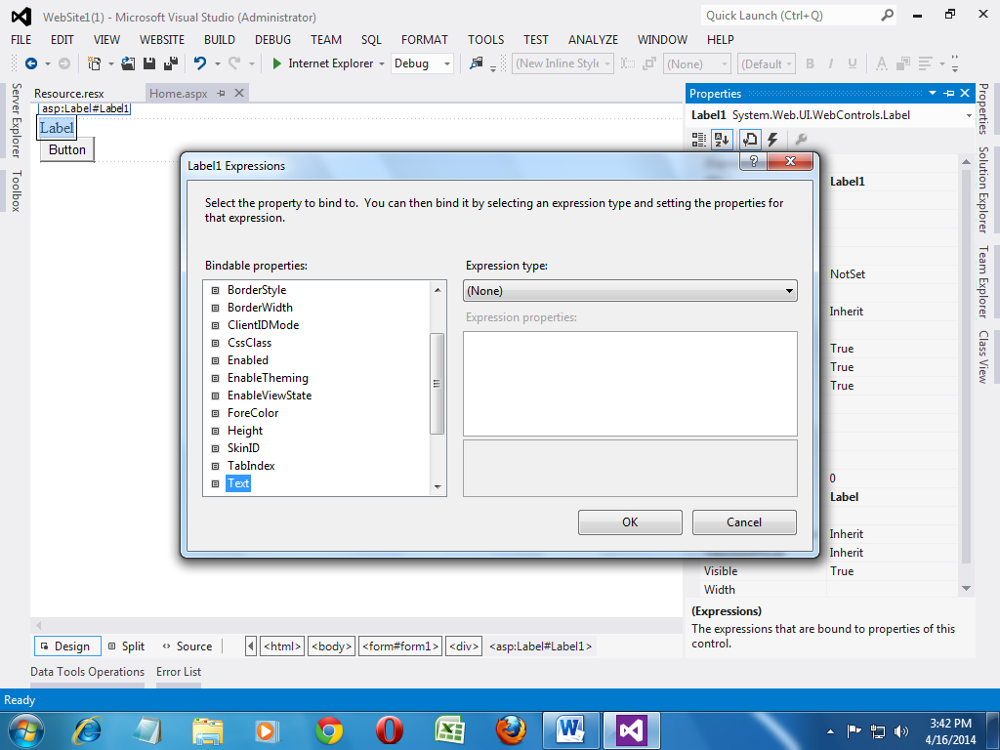 WebSite1(1) - Microsoft Visual Studio (Administrator)
Quick Launch (Ctrl+Q)
FILE EDIT VIEW WEBSITE BUILD DEBUG TEAM SQL FORMAT TOOLS TEST ANALYZE WINDOW HELP
Internet Explorer Debug (New Inline Style (None) (Default B I U A
Server Explorer
Toolbox
Resource.resx Home.aspx
asp:Label#Label1
Label
Button
Label1 Expressions
?
Select the property to bind to. You can then bind it by selecting an expression type and setting the properties for
that expression.
Bindable properties:
BorderStyle
BorderWidth
ClientIDMode
CssClass
Enabled
EnableTheming
EnableViewState
ForeColor
Height
SkinID
TabIndex
Text
Expression type:
(None)
Expression properties:
OK Cancel
Properties
Label1 System.Web.UI.WebControls.Label
Label1
NotSet
Inherit
True
True
True
0
Label
Inherit
Inherit
Visible True
Width
(Expressions)
The expressions that are bound to properties of this
control.
Properties
Solution Explorer
Team Explorer
Class View
Design Split Source <html> <body> <form#form1> <div> <asp:Label#Label1>
Data Tools Operations Error List
Ready
3:42 PM
4/16/2014